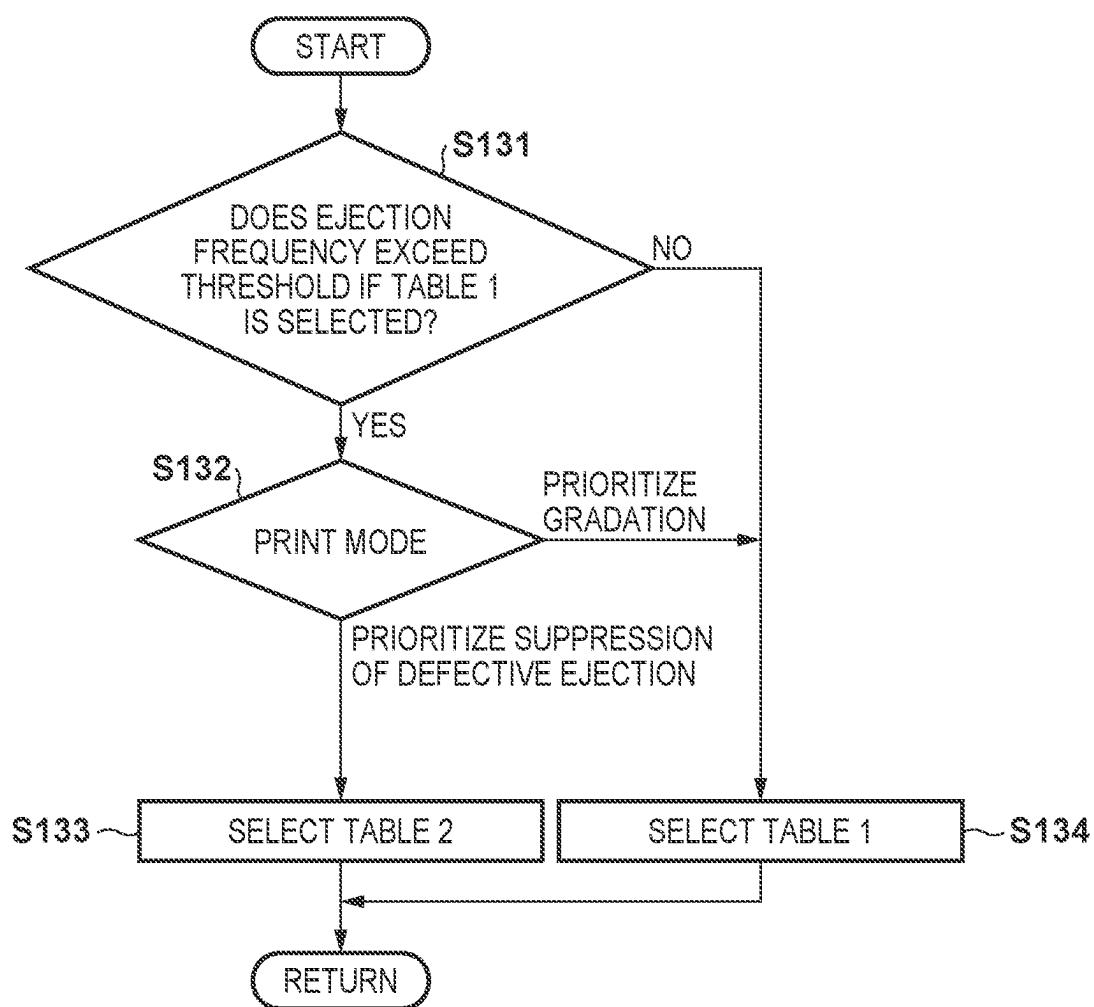 START
S131
DOES EJECTION
FREQUENCY EXCEED
THRESHOLD IF TABLE 1
IS SELECTED?
NO
YES
S132
PRINT MODE
PRIORITIZE
GRADATION
PRIORITIZE SUPPRESSION
OF DEFECTIVE EJECTION
S133
SELECT TABLE 2
SELECT TABLE 1
S134
RETURN